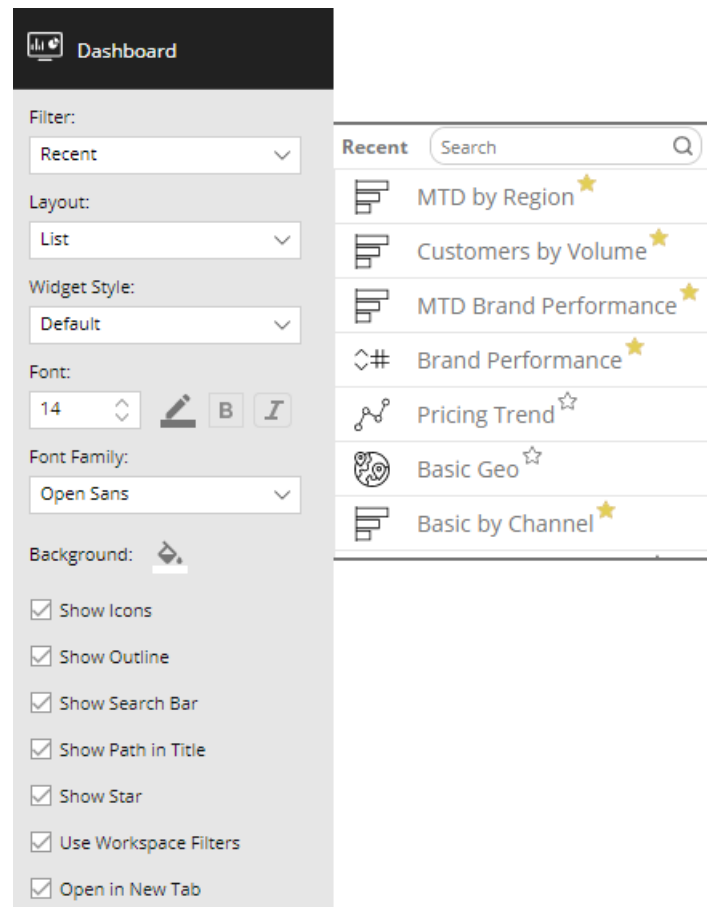 Dashboard
Filter:
Recent
Layout:
List
Widget Style:
Default
Font:
14 B I
Font Family:
Open Sans
Background:
Show Icons
Show Outline
Show Search Bar
Show Path in Title
Show Star
Use Workspace Filters
Open in New Tab
Recent Search
MTD by Region
Customers by Volume
MTD Brand Performance
Brand Performance
Pricing Trend
Basic Geo
Basic by Channel